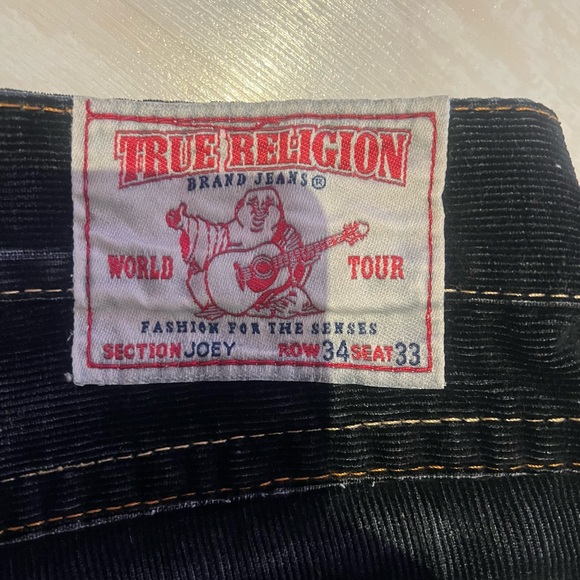 TRUE RELIGION
BRAND JEANS®
WORLD TOUR
FASHION FOR THE SENSES
SECTION JOEY ROW 34 SEAT 33